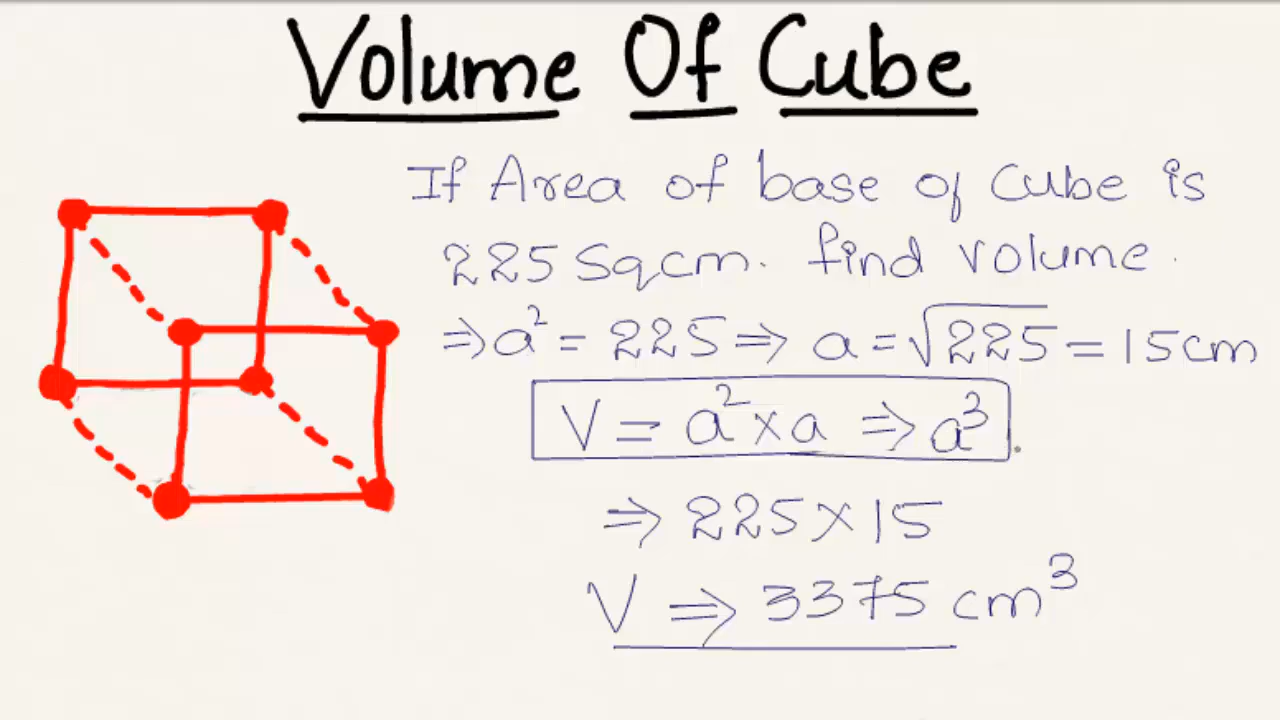 Volume Of Cube
If Area of base of Cube is
225 Sqcm. find volume.
⇒ a² = 225 ⇒ a = √225 = 15cm
V = a² × a ⇒ a³.
⇒ 225 × 15
V ⇒ 3375 cm³